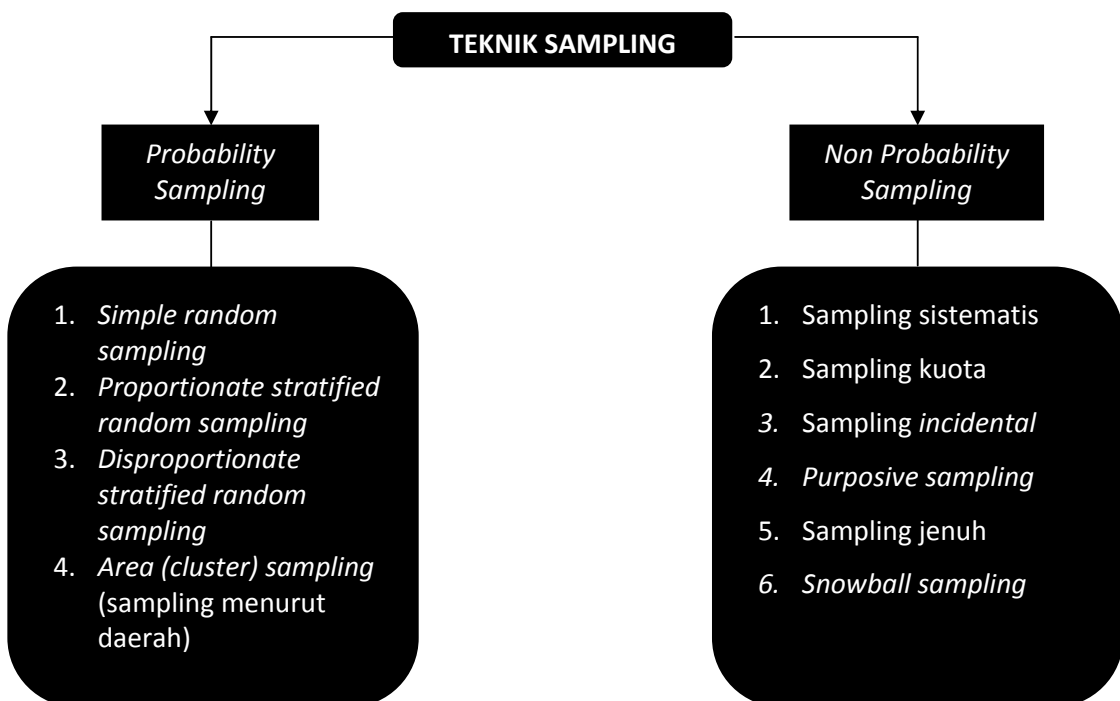 TEKNIK SAMPLING
Probability
Sampling
Non Probability
Sampling
1. Simple random
sampling
2. Proportionate stratified
random sampling
3. Disproportionate
stratified random
sampling
4. Area (cluster) sampling
(sampling menurut
daerah)
1. Sampling sistematis
2. Sampling kuota
3. Sampling incidental
4. Purposive sampling
5. Sampling jenuh
6. Snowball sampling